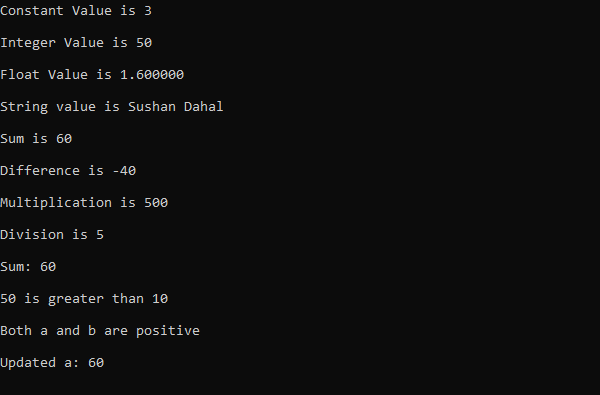 Constant Value is 3
Integer Value is 50
Float Value is 1.600000
String value is Sushan Dahal
Sum is 60
Difference is -40
Multiplication is 500
Division is 5
Sum: 60
50 is greater than 10
Both a and b are positive
Updated a: 60